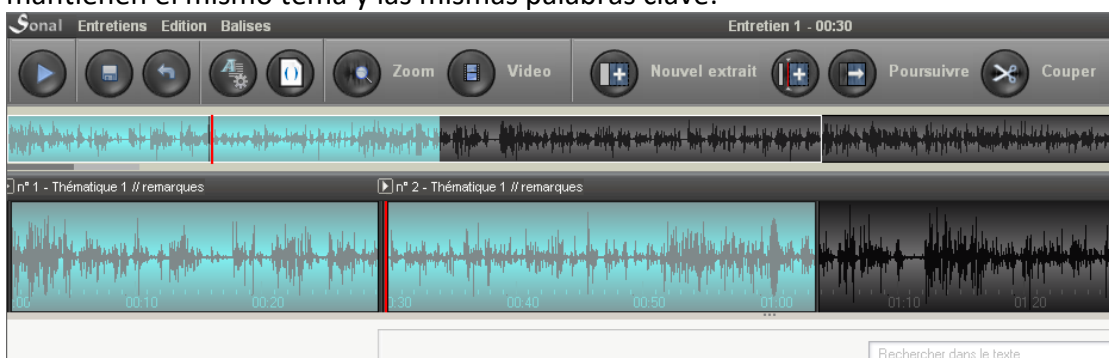 mantienen el mismo tema y las mismas palabras clave.
Sonal Entretiens Edition Balises Entretien 1 - 00:30
Zoom Video Nouvel extrait Poursuivre Couper
n° 1 - Thématique 1 // remarques n° 2 - Thématique 1 // remarques
:00 00:10 00:20 0:30 00:40 00:50 01:00 01:10 01:20
Rechercher dans le texte